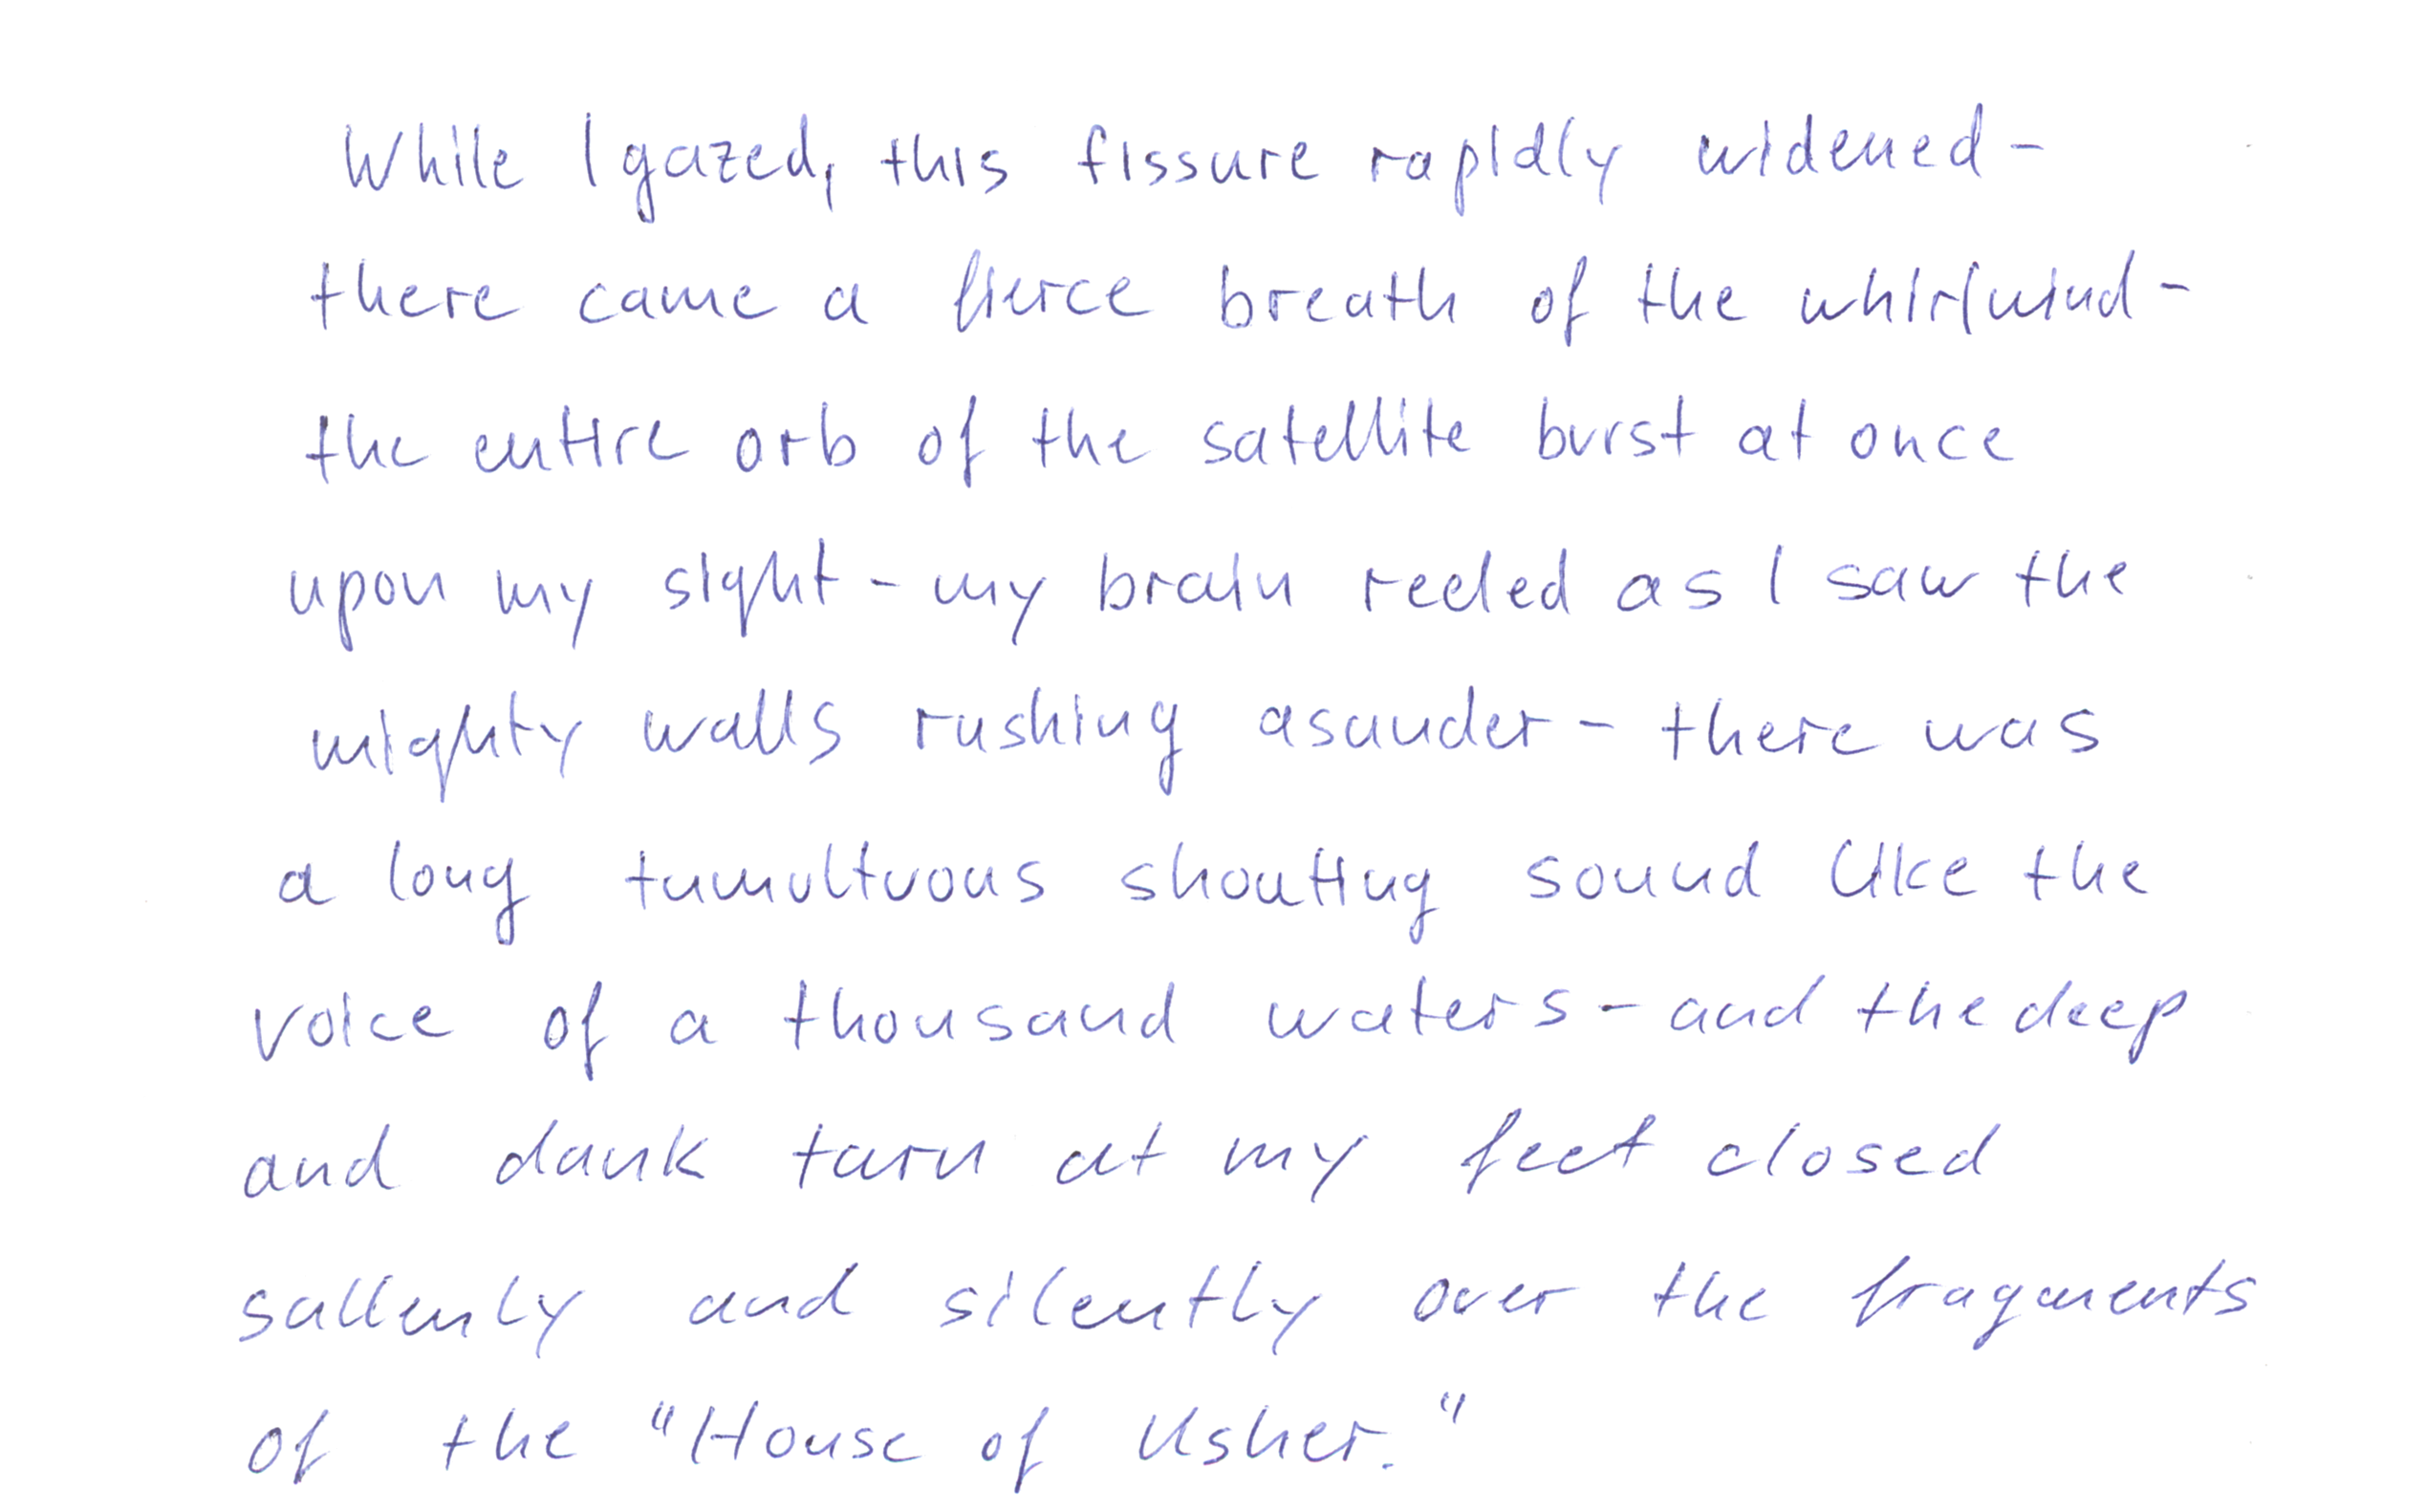 While I gazed, this fissure rapidly widened -
there came a fierce breath of the whirlwind -
the entire orb of the satellite burst at once
upon my sight - my brain reeled as I saw the
mighty walls rushing asunder - there was
a long tumultuous shouting sound like the
voice of a thousand waters - and the deep
and dank tarn at my feet closed
sullenly and silently over the fragments
of the "House of Usher."